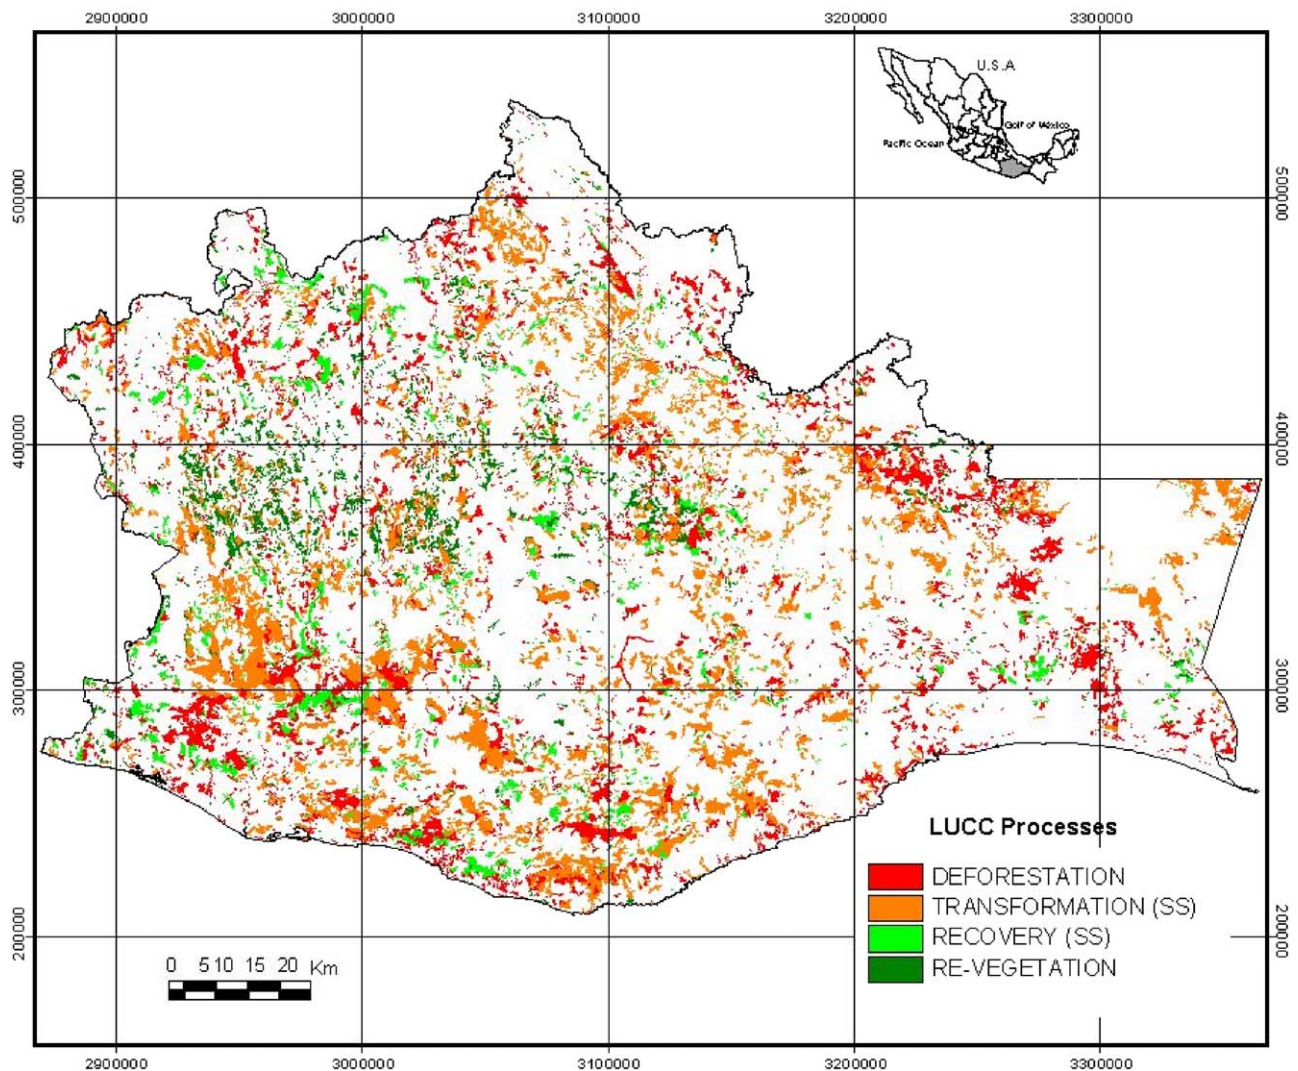 2900000 3000000 3100000 3200000 3300000
U.S.A
Golf of México
Pacific Ocean
500000 500000
400000 400000
300000 300000
200000 200000
LUCC Processes
DEFORESTATION
TRANSFORMATION (SS)
RECOVERY (SS)
RE-VEGETATION
0 5 10 15 20 Km
2900000 3000000 3100000 3200000 3300000